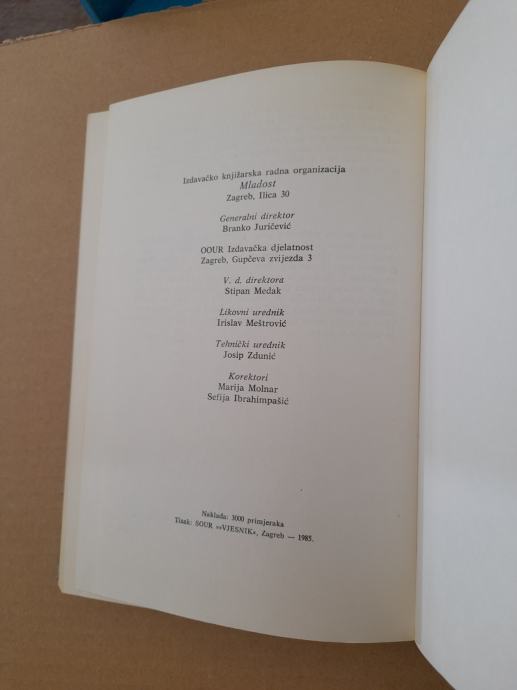 Izdavačko knjižarska radna organizacija
Mladost
Zagreb, Ilica 30
Generalni direktor
Branko Juričević
OOUR Izdavačka djelatnost
Zagreb, Gupčeva zvijezda 3
V. d. direktora
Stipan Medak
Likovni urednik
Irislav Meštrović
Tehnički urednik
Josip Zdunić
Korektori
Marija Molnar
Sefija Ibrahimpašić
Naklada: 3000 primjeraka
Tisak: SOUR »»VJESNIK«, Zagreb — 1985.